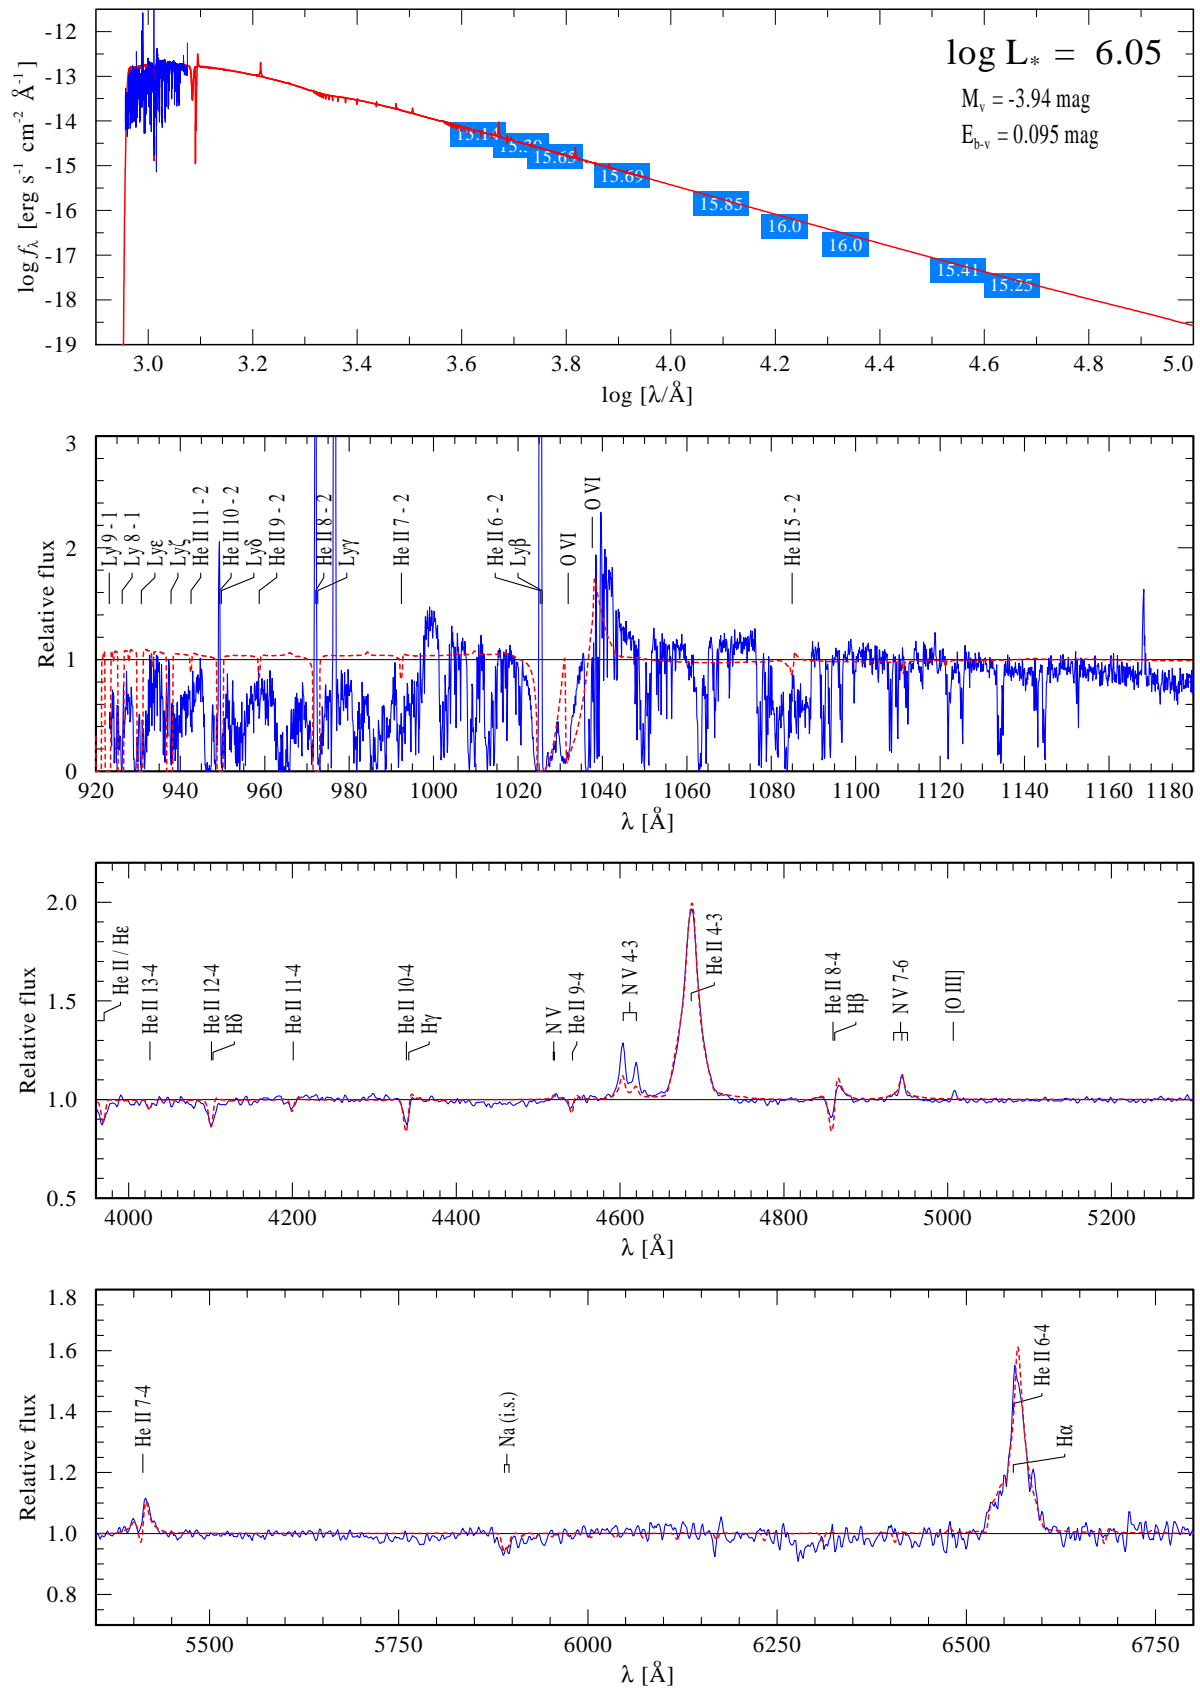 log L* = 6.05
Mv = -3.94 mag
Eb-v = 0.095 mag
-12
-13
-14
-15
-16
-17
-18
-19
log fλ [erg s-1 cm-2 Å-1]
15.65
15.69
15.85
16.0
16.0
15.41
15.25
3.0 3.2 3.4 3.6 3.8 4.0 4.2 4.4 4.6 4.8 5.0
log [λ/Å]
3
2
1
0
Relative flux
Ly 9 - 1
Ly 8 - 1
Lyε
Lyζ
He II 11 - 2
He II 10 - 2
Lyδ
He II 9 - 2
He II 8 - 2
Lyγ
He II 7 - 2
He II 6 - 2
Lyβ
O VI
O VI
He II 5 - 2
920 940 960 980 1000 1020 1040 1060 1080 1100 1120 1140 1160 1180
λ [Å]
2.0
1.5
1.0
0.5
Relative flux
He II / Hε
He II 13-4
He II 12-4
Hδ
He II 11-4
He II 10-4
Hγ
N V
He II 9-4
N V 4-3
He II 4-3
He II 8-4
Hβ
N V 7-6
[O III]
4000 4200 4400 4600 4800 5000 5200
λ [Å]
1.8
1.6
1.4
1.2
1.0
0.8
Relative flux
He II 7-4
Na (i.s.)
He II 6-4
Hα
5500 5750 6000 6250 6500 6750
λ [Å]